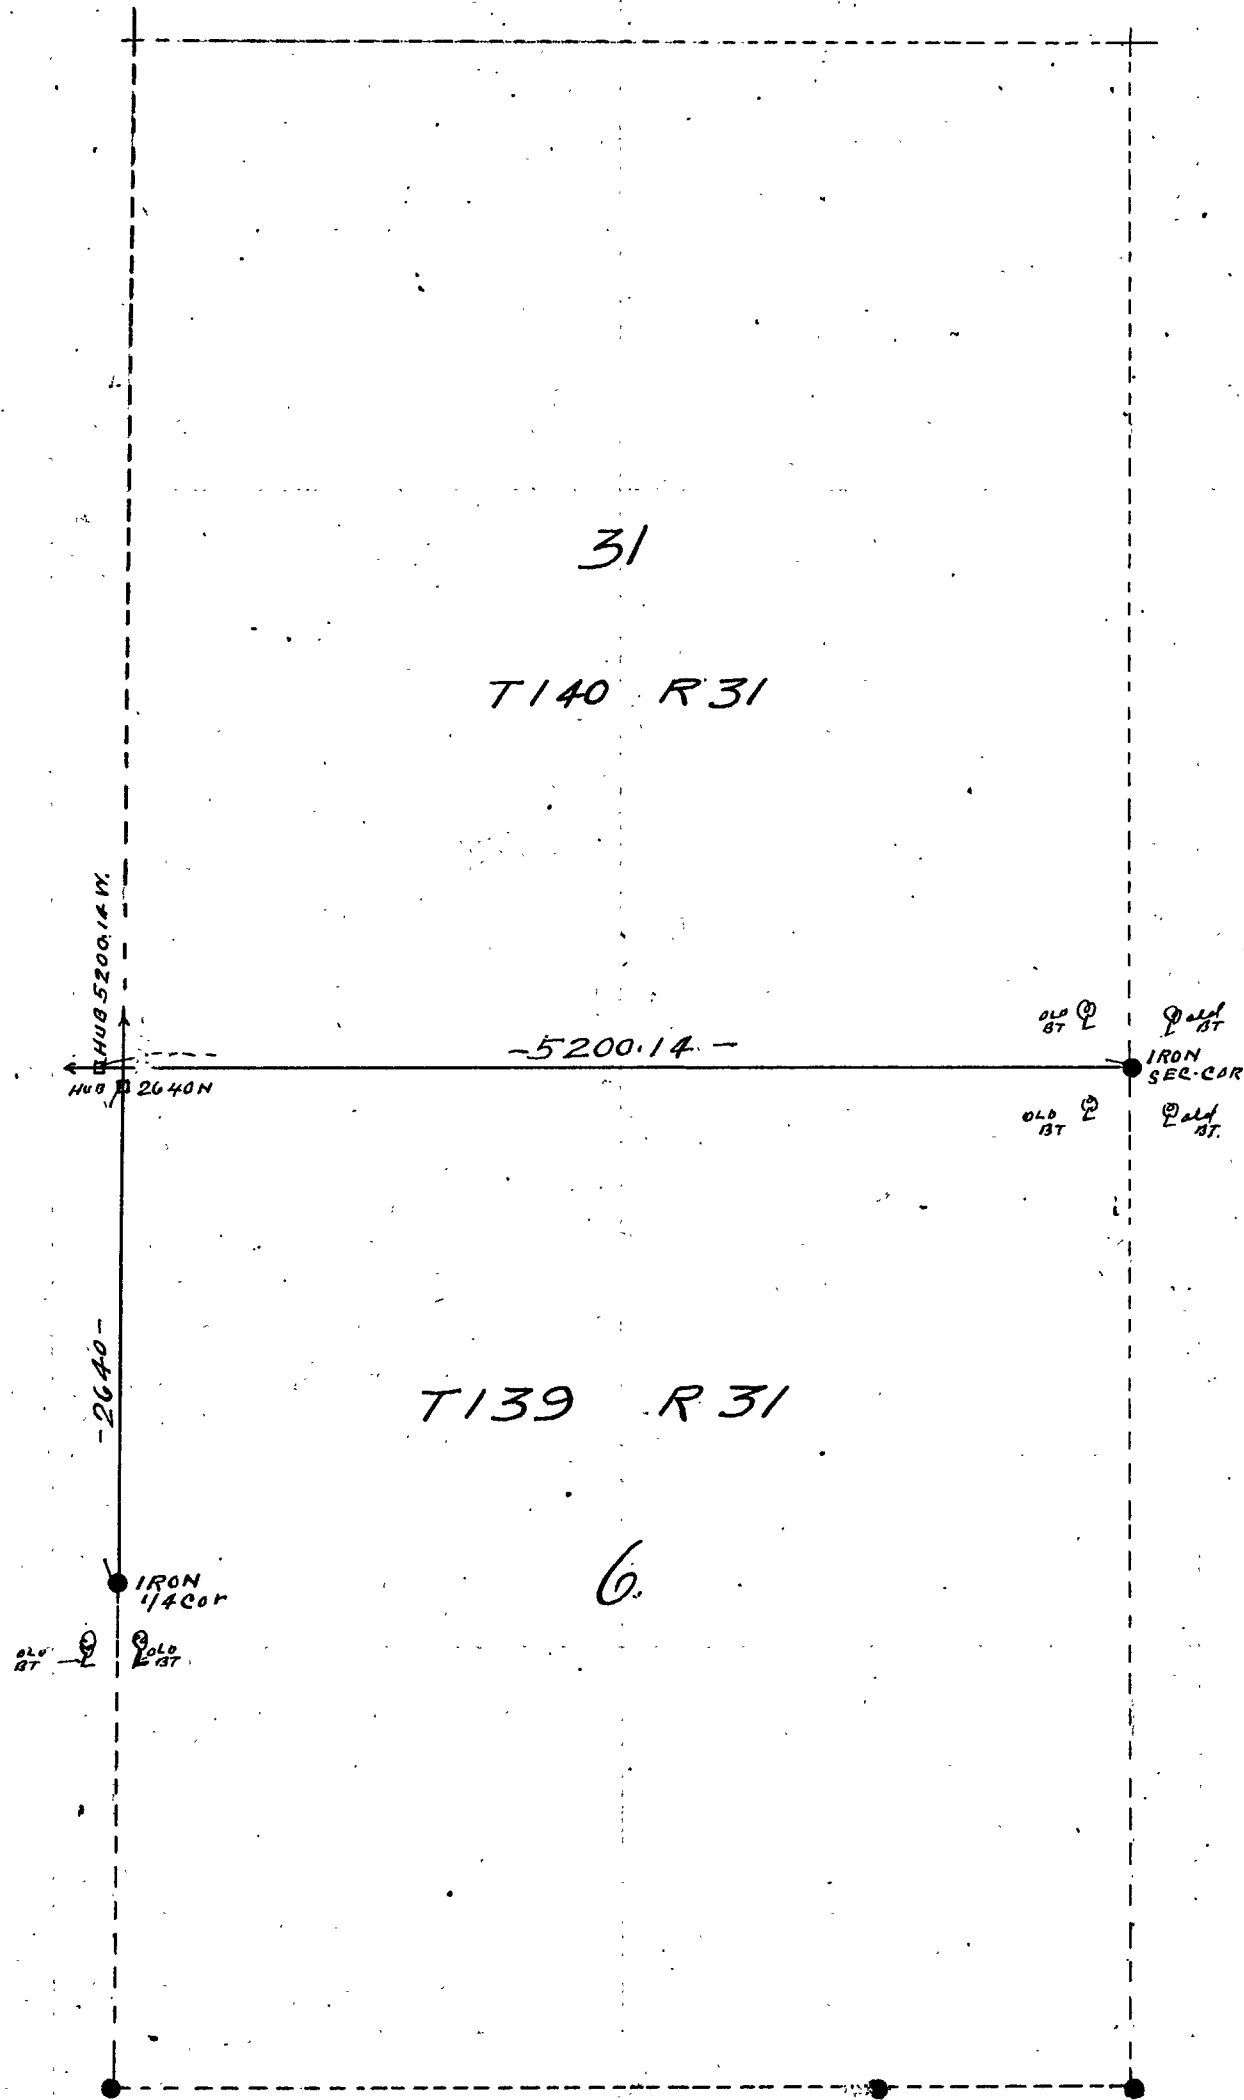 31
T140 R31
HUB 5200.14 W.
OLD
BT
old
BT
-5200.14-
IRON
SEC. COR
HUB
2640 N
OLD
BT
old
BT.
-2640-
T139 R31
6.
IRON
1/4 Cor
OLD
BT
OLD
BT